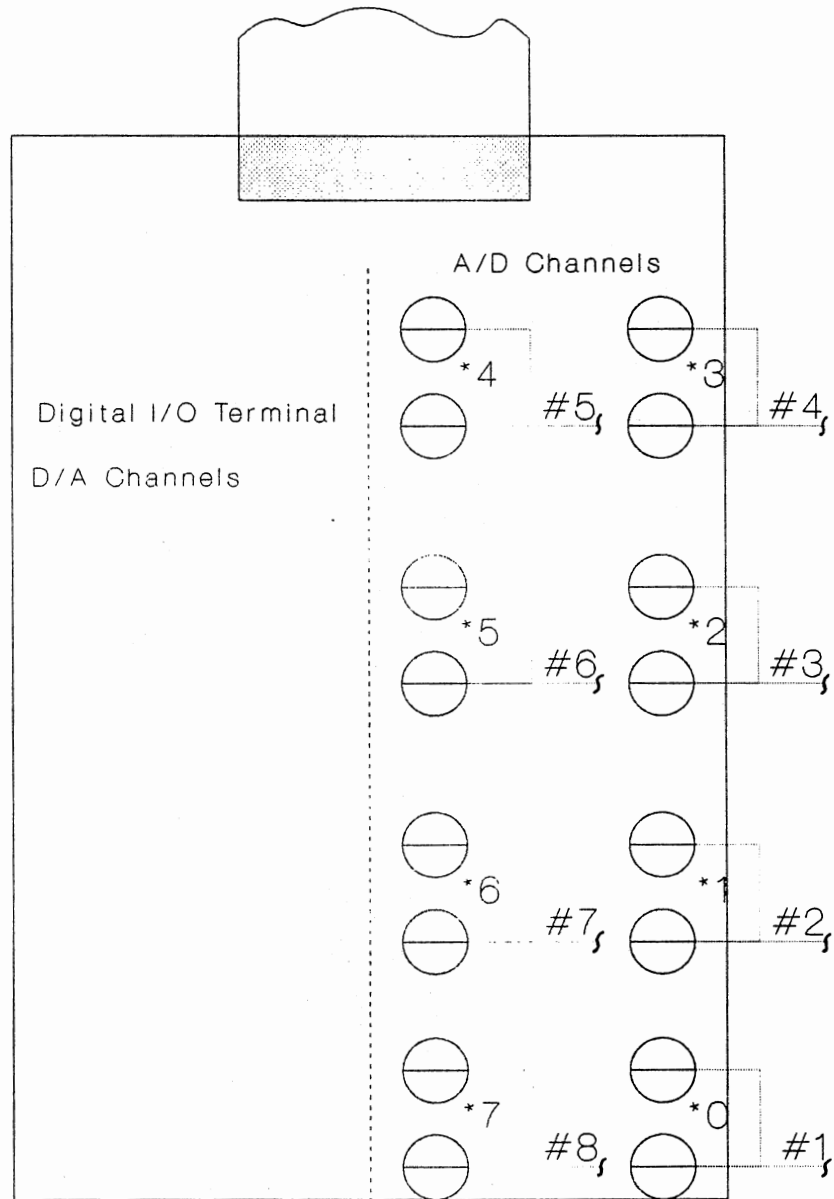 A/D Channels
*4 *3
Digital I/O Terminal #5 #4
D/A Channels
*5 *2
#6 #3
*6 *1
#7 #2
*7 *0
#8 #1